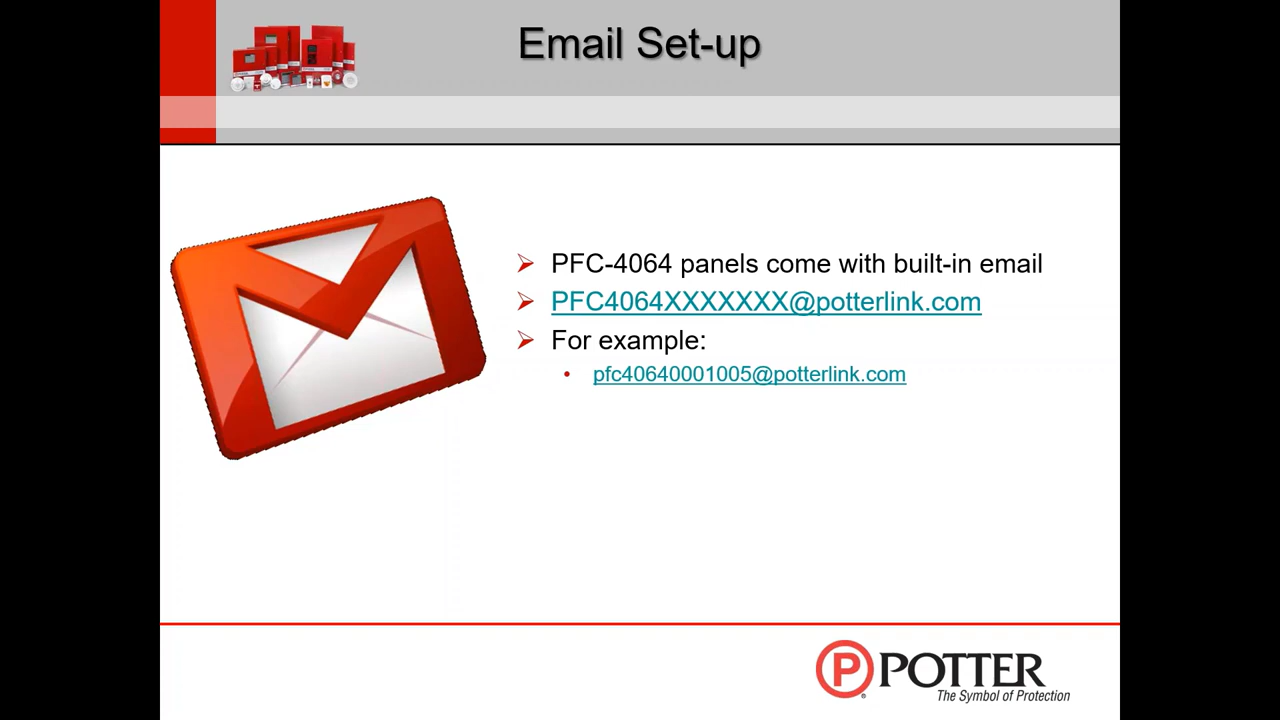 Email Set-up
PFC-4064 panels come with built-in email
PFC4064XXXXXXX@potterlink.com
For example:
pfc40640001005@potterlink.com
P POTTER
The Symbol of Protection